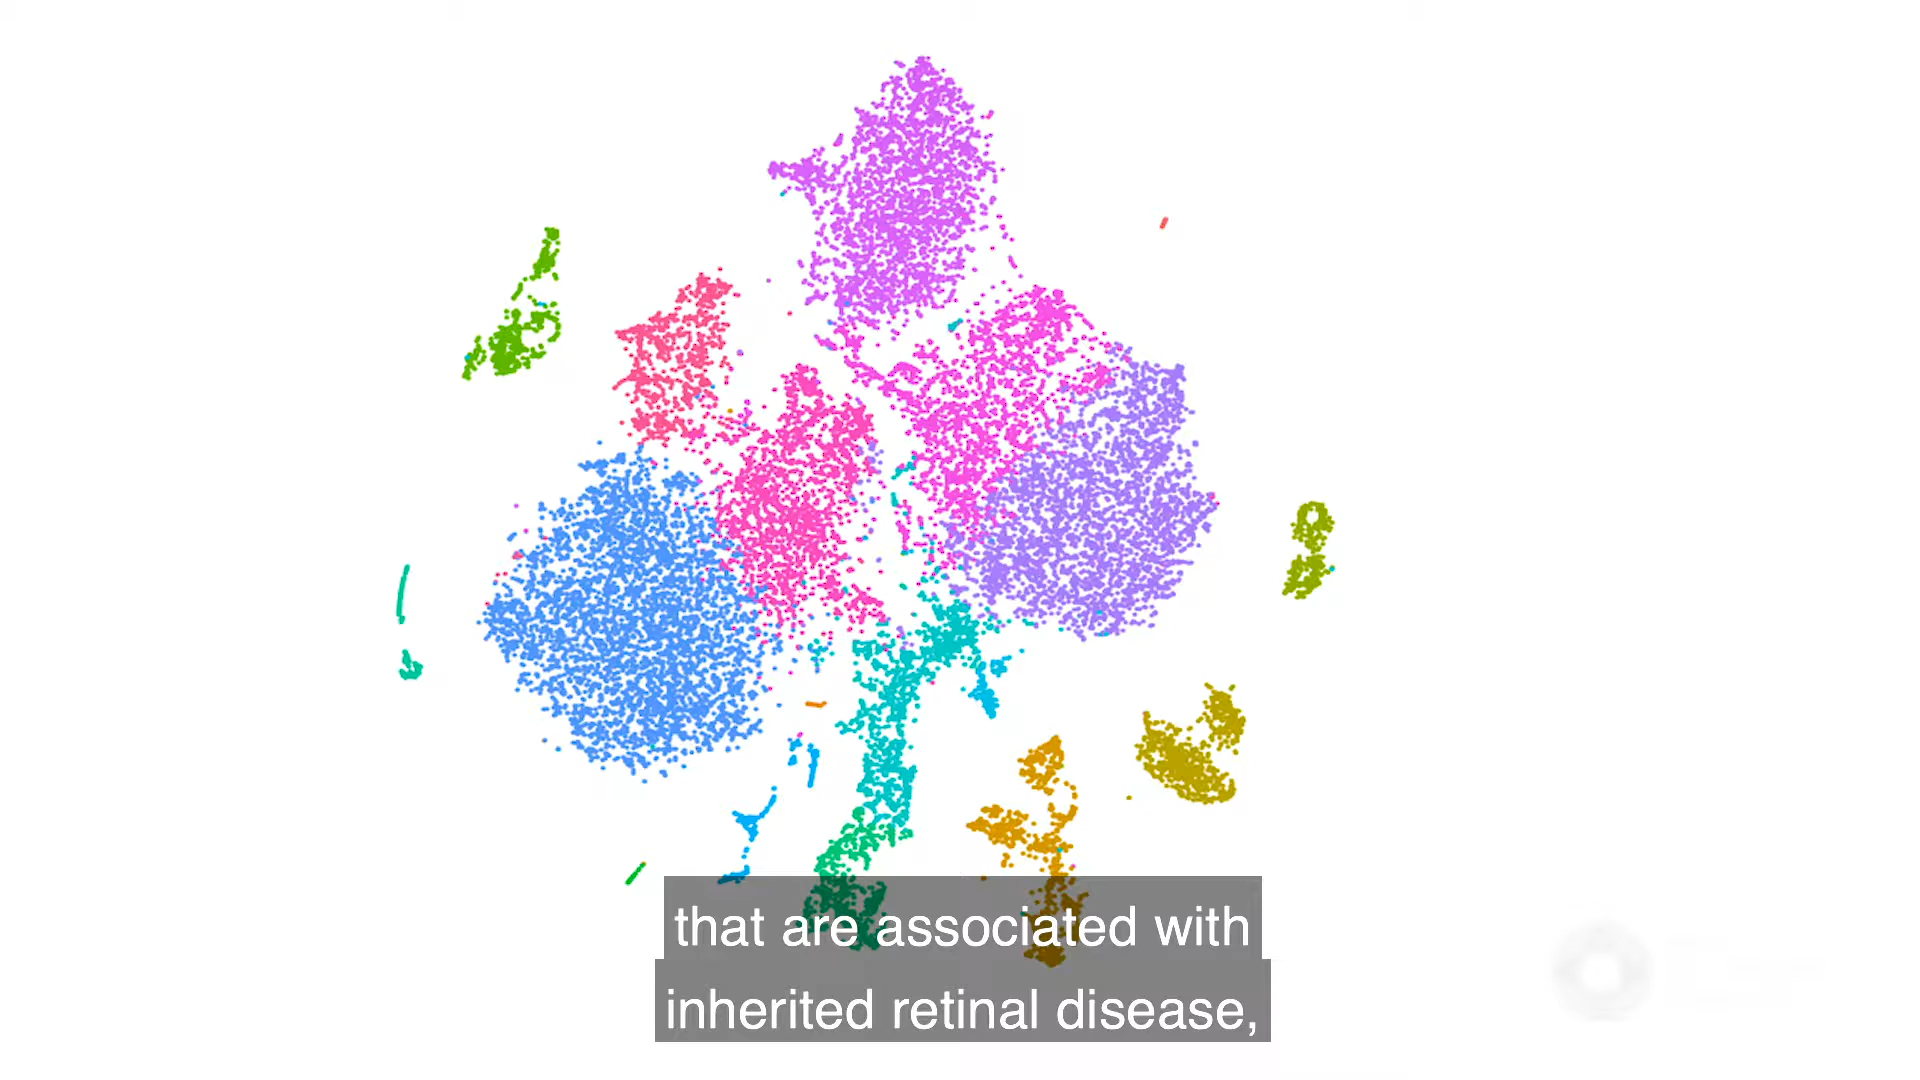 that are associated with
inherited retinal disease,